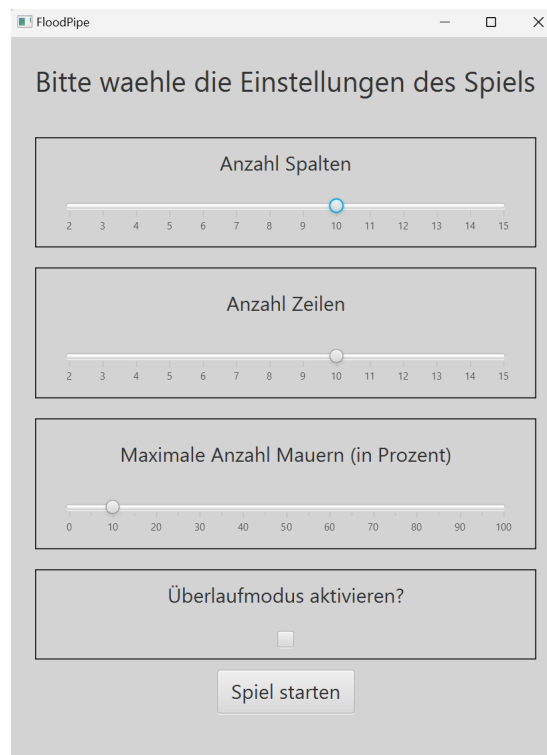 FloodPipe
Bitte waehle die Einstellungen des Spiels
Anzahl Spalten
2 3 4 5 6 7 8 9 10 11 12 13 14 15
Anzahl Zeilen
2 3 4 5 6 7 8 9 10 11 12 13 14 15
Maximale Anzahl Mauern (in Prozent)
0 10 20 30 40 50 60 70 80 90 100
Überlaufmodus aktivieren?
Spiel starten